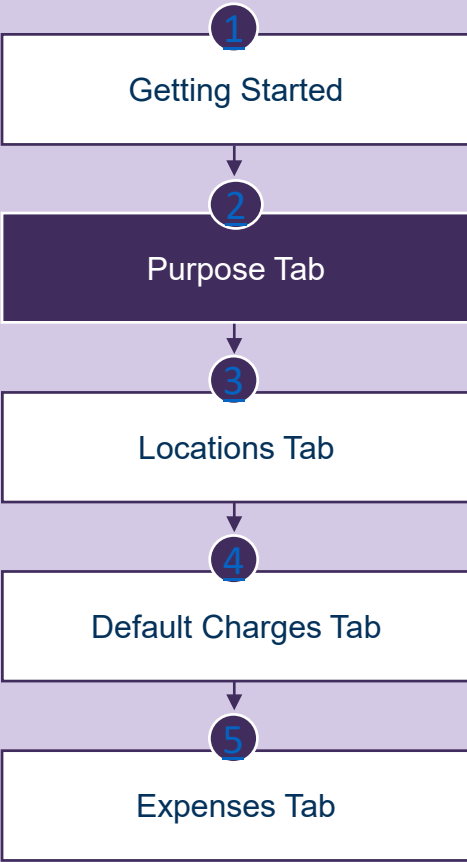 1
Getting Started
2
Purpose Tab
3
Locations Tab
4
Default Charges Tab
5
Expenses Tab